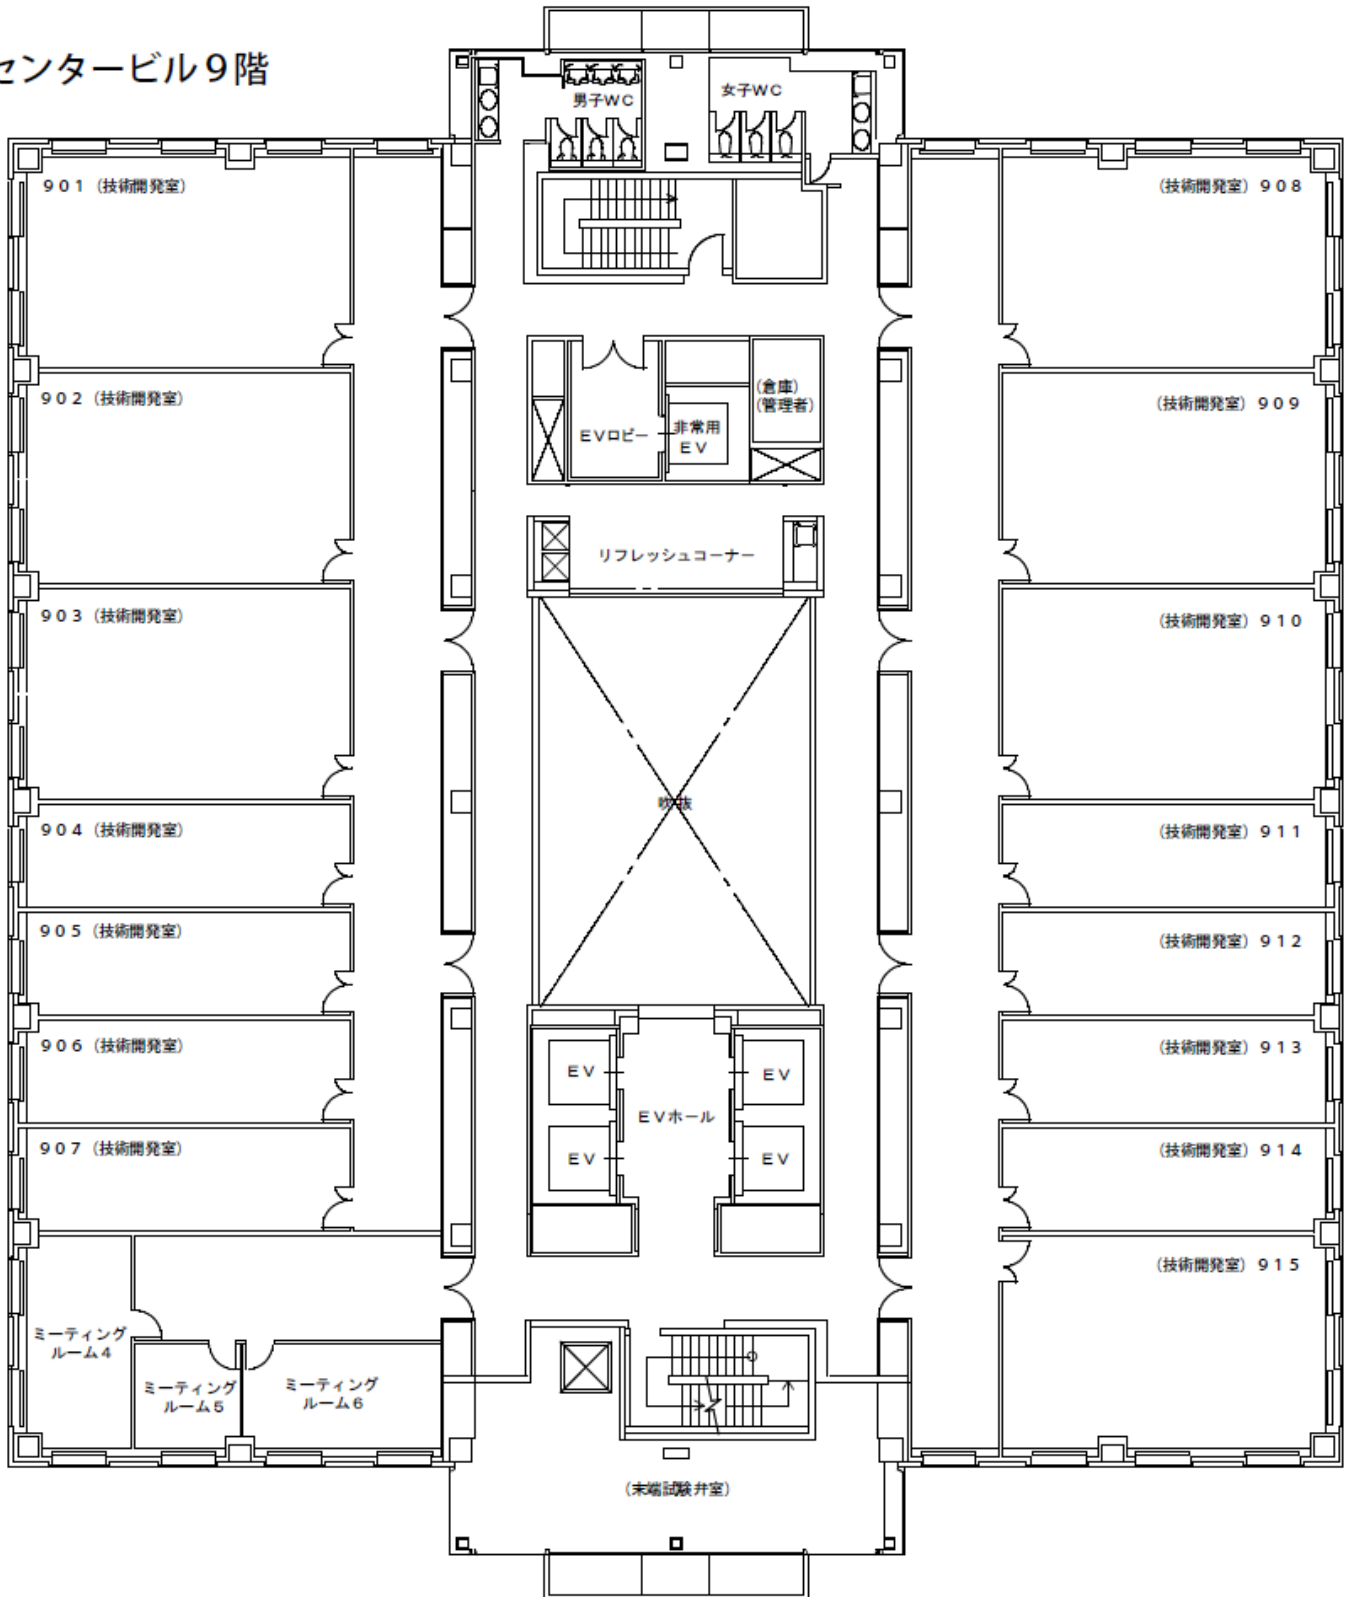 センタービル９階
男子ＷＣ
女子ＷＣ
９０１（技術開発室）
（技術開発室）９０８
９０２（技術開発室）
（技術開発室）９０９
（倉庫）
（管理者）
ＥＶロビー
非常用
ＥＶ
リフレッシュコーナー
９０３（技術開発室）
（技術開発室）９１０
吹抜
９０４（技術開発室）
（技術開発室）９１１
９０５（技術開発室）
（技術開発室）９１２
９０６（技術開発室）
（技術開発室）９１３
ＥＶ
ＥＶ
ＥＶホール
ＥＶ
ＥＶ
９０７（技術開発室）
（技術開発室）９１４
（技術開発室）９１５
ミーティング
ルーム４
ミーティング
ルーム５
ミーティング
ルーム６
（末端試験弁室）